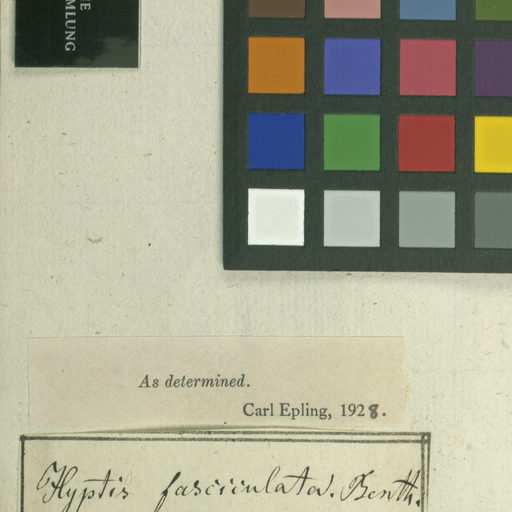 MLUNG
As determined.
Carl Epling, 1928.
Hyptis fasciculata. Benth.